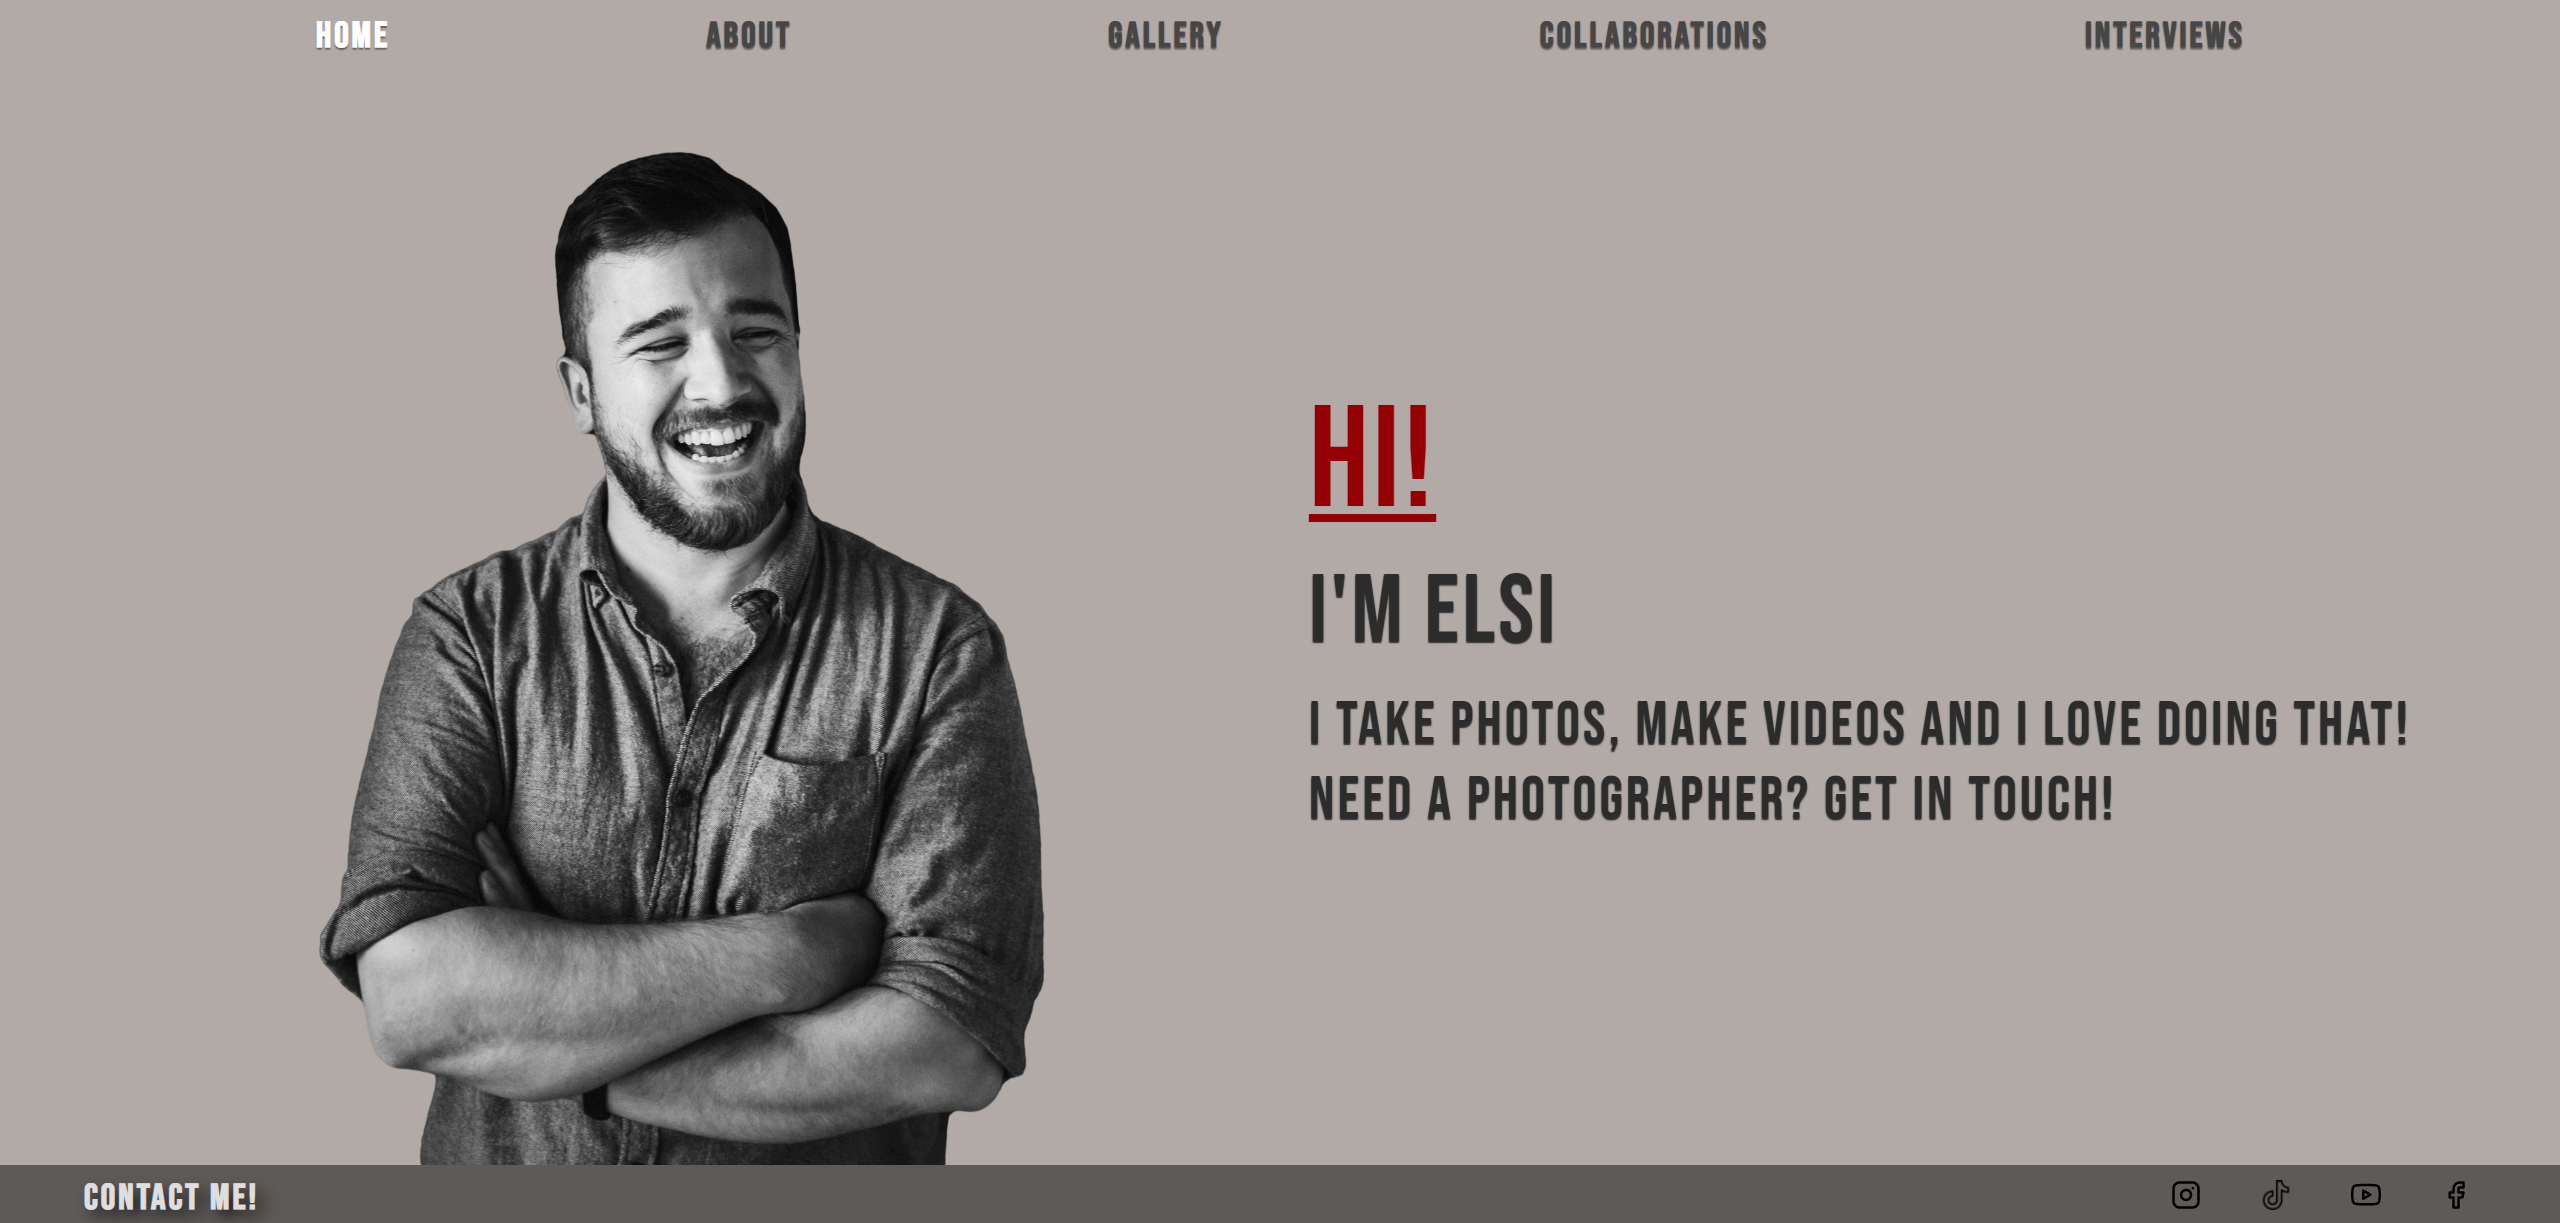 HOME
ABOUT
GALLERY
COLLABORATIONS
INTERVIEWS
HI!
I'M ELSI
I TAKE PHOTOS, MAKE VIDEOS AND I LOVE DOING THAT!
NEED A PHOTOGRAPHER? GET IN TOUCH!
CONTACT ME!